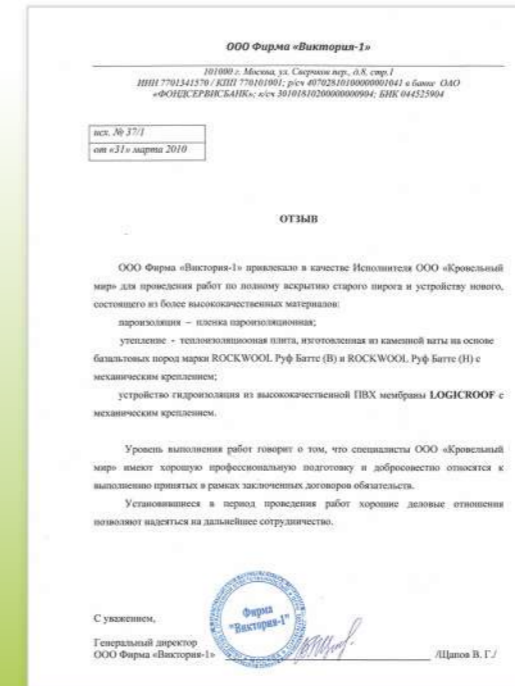 ООО Фирма «Виктория-1»
101000 г. Москва, ул. Сверчков пер., д.8, стр.1
ИНН 7701341570 / КПП 770101001; р/сч 40702810100000001041 в банке ОАО
«ФОНДСЕРВИСБАНК»; к/сч 30101810200000000904; БИК 044525904
исх. № 37/1
от «31» марта 2010
ОТЗЫВ
ООО Фирма «Виктория-1» привлекало в качестве Исполнителя ООО «Кровельный
мир» для проведения работ по полному вскрытию старого пирога и устройству нового,
состоящего из более высококачественных материалов:
пароизоляция – пленка пароизоляционная;
утепление - теплоизоляционная плита, изготовленная из каменной ваты на основе
базальтовых пород марки ROCKWOOL Руф Баттс (В) и ROCKWOOL Руф Баттс (Н) с
механическим креплением;
устройство гидроизоляция из высококачественной ПВХ мембраны LOGICROOF с
механическим креплением.
Уровень выполнения работ говорит о том, что специалисты ООО «Кровельный
мир» имеют хорошую профессиональную подготовку и добросовестно относятся к
выполнению принятых в рамках заключенных договоров обязательств.
Установившиеся в период проведения работ хорошие деловые отношения
позволяют надеяться на дальнейшее сотрудничество.
С уважением,
Генеральный директор
ООО Фирма «Виктория-1»
/Щапов В. Г./
Фирма
"Виктория-1"